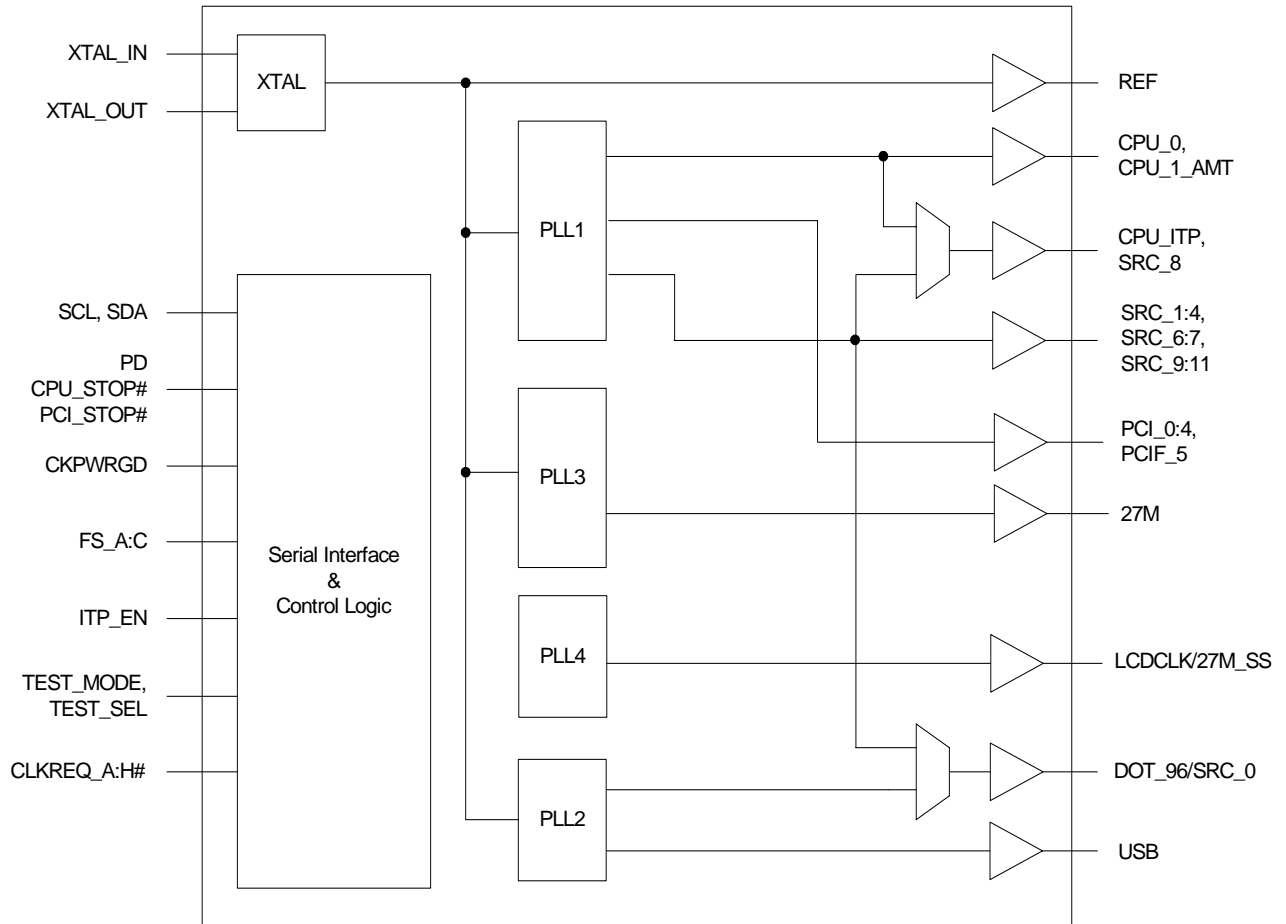 XTAL_IN
XTAL_OUT
XTAL
REF
CPU_0,
CPU_1_AMT
PLL1
CPU_ITP,
SRC_8
SCL, SDA
SRC_1:4,
SRC_6:7,
SRC_9:11
PD
CPU_STOP#
PCI_STOP#
PCI_0:4,
PCIF_5
CKPWRGD
PLL3
27M
FS_A:C
Serial Interface
&
Control Logic
ITP_EN
PLL4
LCDCLK/27M_SS
TEST_MODE,
TEST_SEL
CLKREQ_A:H#
DOT_96/SRC_0
PLL2
USB